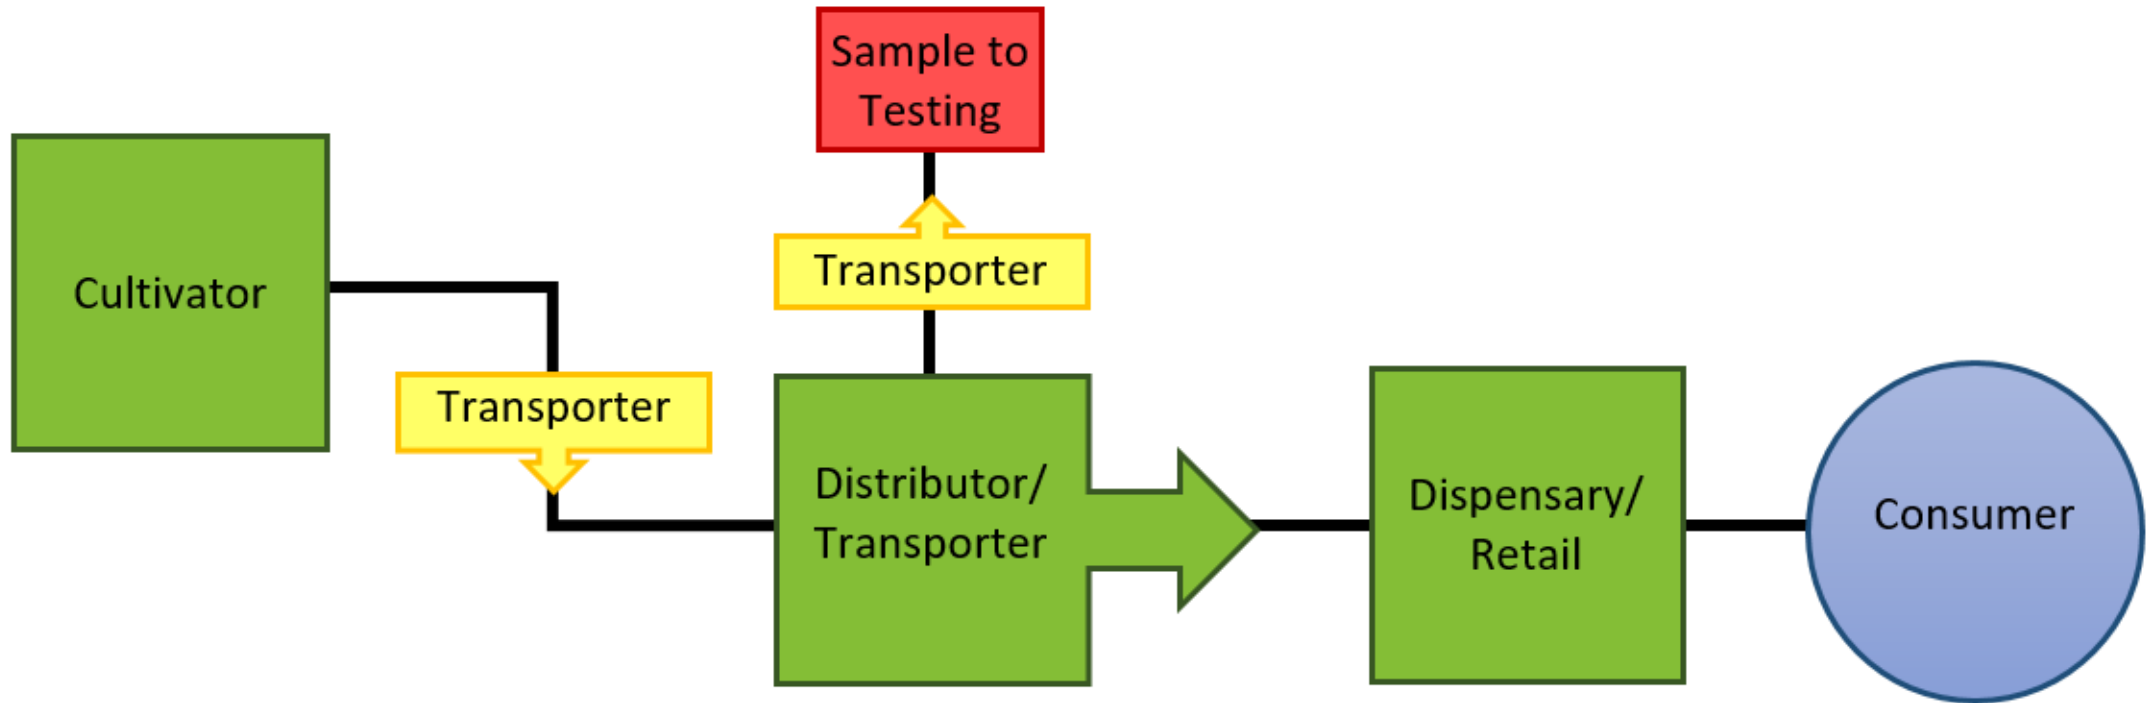 Sample to
Testing
Cultivator
Transporter
Transporter
Distributor/
Transporter
Dispensary/
Retail
Consumer